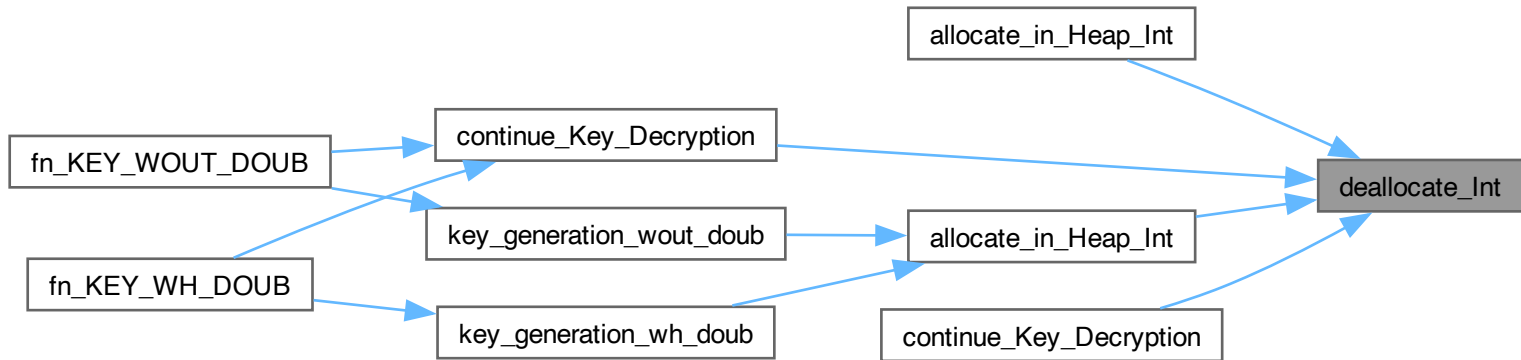 allocate_in_Heap_Int
continue_Key_Decryption
fn_KEY_WOUT_DOUB
deallocate_Int
key_generation_wout_doub
allocate_in_Heap_Int
fn_KEY_WH_DOUB
key_generation_wh_doub
continue_Key_Decryption